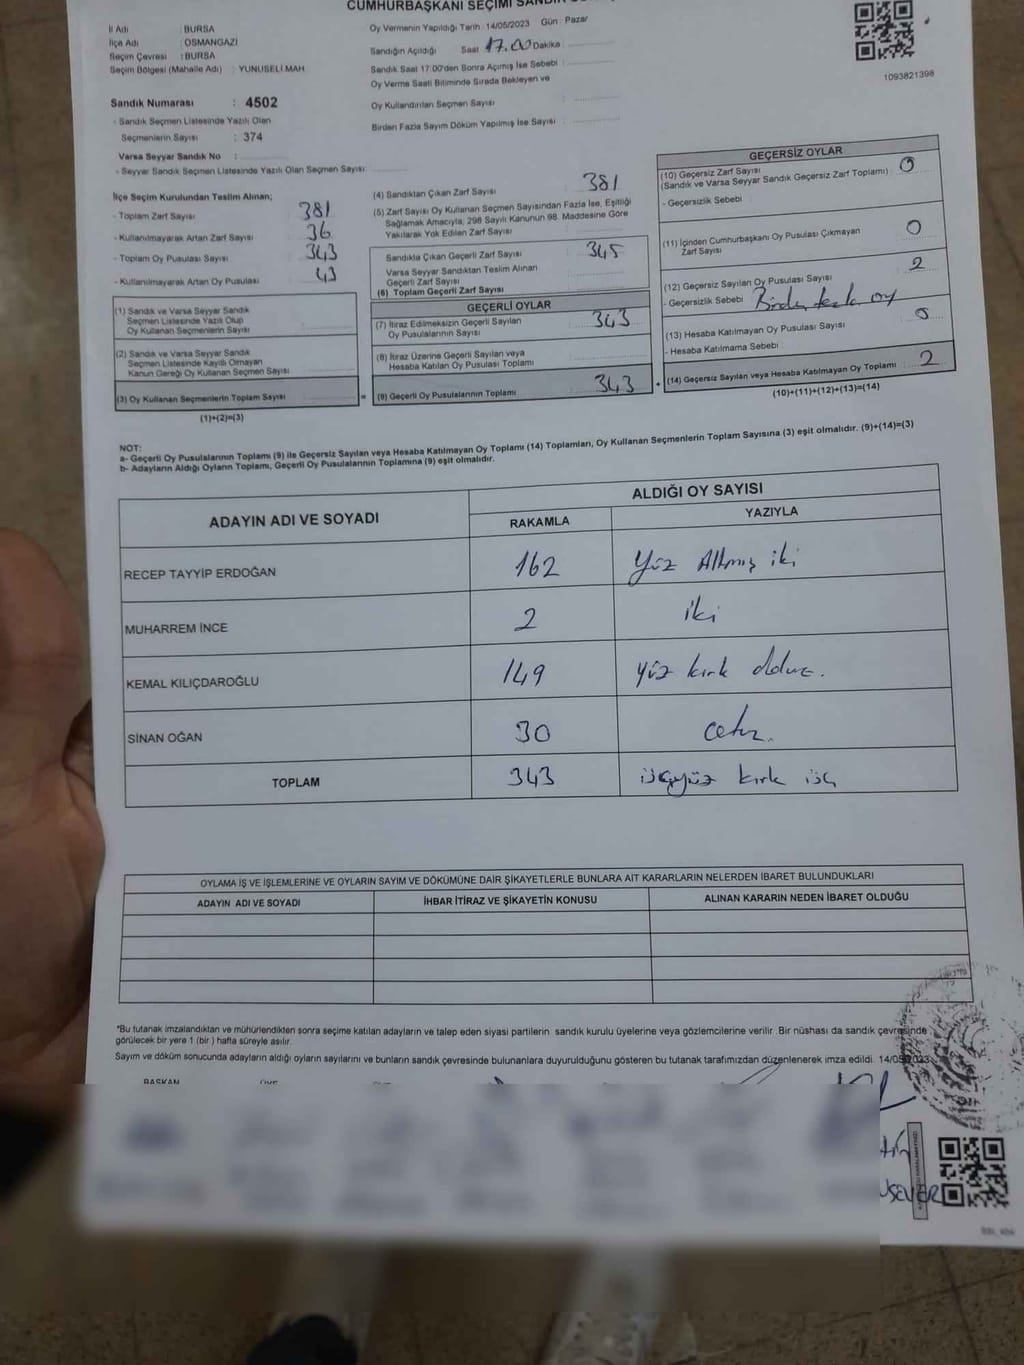 CUMHURBAŞKANI SEÇİMİ SANDIK
İl Adı : BURSA
İlçe Adı : OSMANGAZİ
Seçim Çevresi : BURSA
Seçim Bölgesi (Mahalle Adı) : YUNUSELİ MAH.
Sandık Numarası : 4502
- Sandık Seçmen Listesinde Yazılı Olan
Seçmenlerin Sayısı : 374
Varsa Seyyar Sandık No :
- Seyyar Sandık Seçmen Listesinde Yazılı Olan Seçmen Sayısı:
Oy Vermenin Yapıldığı Tarih : 14/05/2023 Gün : Pazar
Sandığın Açıldığı Saat 17.00 Dakika :
Sandık Saat 17:00'den Sonra Açımış İse Sebebi :
Oy Verme Saati Bitiminde Sırada Bekleyen ve
Oy Kullandırılan Seçmen Sayısı :
Birden Fazla Sayım Döküm Yapılmış İse Sayısı :
1093821398
İlçe Seçim Kurulundan Teslim Alınan;
- Toplam Zarf Sayısı : 381
- Kullanılmayarak Artan Zarf Sayısı : 36
- Toplam Oy Pusulası Sayısı : 343
- Kullanılmayarak Artan Oy Pusulası : 43
(1) Sandık ve Varsa Seyyar Sandık
Seçmen Listesinde Yazılı Olup
Oy Kullanan Seçmenlerin Sayısı :
(2) Sandık ve Varsa Seyyar Sandık
Seçmen Listesinde Kayıtlı Olmayan
Kanun Gereği Oy Kullanan Seçmen Sayısı :
(3) Oy Kullanan Seçmenlerin Toplam Sayısı :
(1)+(2)=(3)
(4) Sandıktan Çıkan Zarf Sayısı : 381
(5) Zarf Sayısı Oy Kullanan Seçmen Sayısından Fazla İse, Eşitliği
Sağlamak Amacıyla; 298 Sayılı Kanunun 98. Maddesine Göre
Yakılarak Yok Edilen Zarf Sayısı :
Sandıkta Çıkan Geçerli Zarf Sayısı : 345
Varsa Seyyar Sandıktan Teslim Alınan
Geçerli Zarf Sayısı :
(6) Toplam Geçerli Zarf Sayısı :
GEÇERLİ OYLAR
(7) İtiraz Edilmeksizin Geçerli Sayılan
Oy Pusulalarının Sayısı : 343
(8) İtiraz Üzerine Geçerli Sayılan veya
Hesaba Katılan Oy Pusulası Toplamı :
(9) Geçerli Oy Pusulalarının Toplamı : 343
GEÇERSİZ OYLAR
(10) Geçersiz Zarf Sayısı
(Sandık ve Varsa Seyyar Sandık Geçersiz Zarf Toplamı) : 0
- Geçersizlik Sebebi :
(11) İçinden Cumhurbaşkanı Oy Pusulası Çıkmayan
Zarf Sayısı : 0
(12) Geçersiz Sayılan Oy Pusulası Sayısı : 2
- Geçersizlik Sebebi : Birden fazla oy
(13) Hesaba Katılmayan Oy Pusulası Sayısı : 0
- Hesaba Katılmama Sebebi :
(14) Geçersiz Sayılan veya Hesaba Katılmayan Oy Toplamı : 2
(10)+(11)+(12)+(13)=(14)
NOT:
a- Geçerli Oy Pusulalarının Toplamı (9) ile Geçersiz Sayılan veya Hesaba Katılmayan Oy Toplamı (14) Toplamları, Oy Kullanan Seçmenlerin Toplam Sayısına (3) eşit olmalıdır. (9)+(14)=(3)
b- Adayların Aldığı Oyların Toplamı, Geçerli Oy Pusulalarının Toplamına (9) eşit olmalıdır.
ADAYIN ADI VE SOYADI
ALDIĞI OY SAYISI
RAKAMLA YAZIYLA
RECEP TAYYİP ERDOĞAN 162 Yüz Altmış iki
MUHARREM İNCE 2 iki
KEMAL KILIÇDAROĞLU 149 yüz kırk dokuz.
SİNAN OĞAN 30 otuz.
TOPLAM 343 üçyüz kırk üç
OYLAMA İŞ VE İŞLEMLERİNE VE OYLARIN SAYIM VE DÖKÜMÜNE DAİR ŞİKAYETLERLE BUNLARA AİT KARARLARIN NELERDEN İBARET BULUNDUKLARI
ADAYIN ADI VE SOYADI İHBAR İTİRAZ VE ŞİKAYETİN KONUSU ALINAN KARARIN NEDEN İBARET OLDUĞU
*Bu tutanak imzalandıktan ve mühürlendikten sonra seçime katılan adayların ve talep eden siyasi partilerin sandık kurulu üyelerine veya gözlemcilerine verilir. Bir nüshası da sandık çevresinde
görülecek bir yere 1 (bir ) hafta süreyle asılır.
Sayım ve döküm sonucunda adayların aldığı oyların sayılarını ve bunların sandık çevresinde bulunanlara duyurulduğunu gösteren bu tutanak tarafımızdan düzenlenerek imza edildi. 14/05/2023
BAŞKAN ÜYE